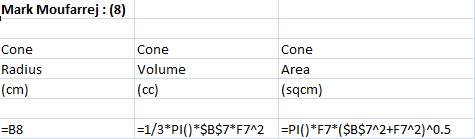 Mark Moufarrej : (8)
Cone Cone Cone
Radius Volume Area
(cm) (cc) (sqcm)
=B8 =1/3*PI()*$B$7*F7^2 =PI()*F7*($B$7^2+F7^2)^0.5